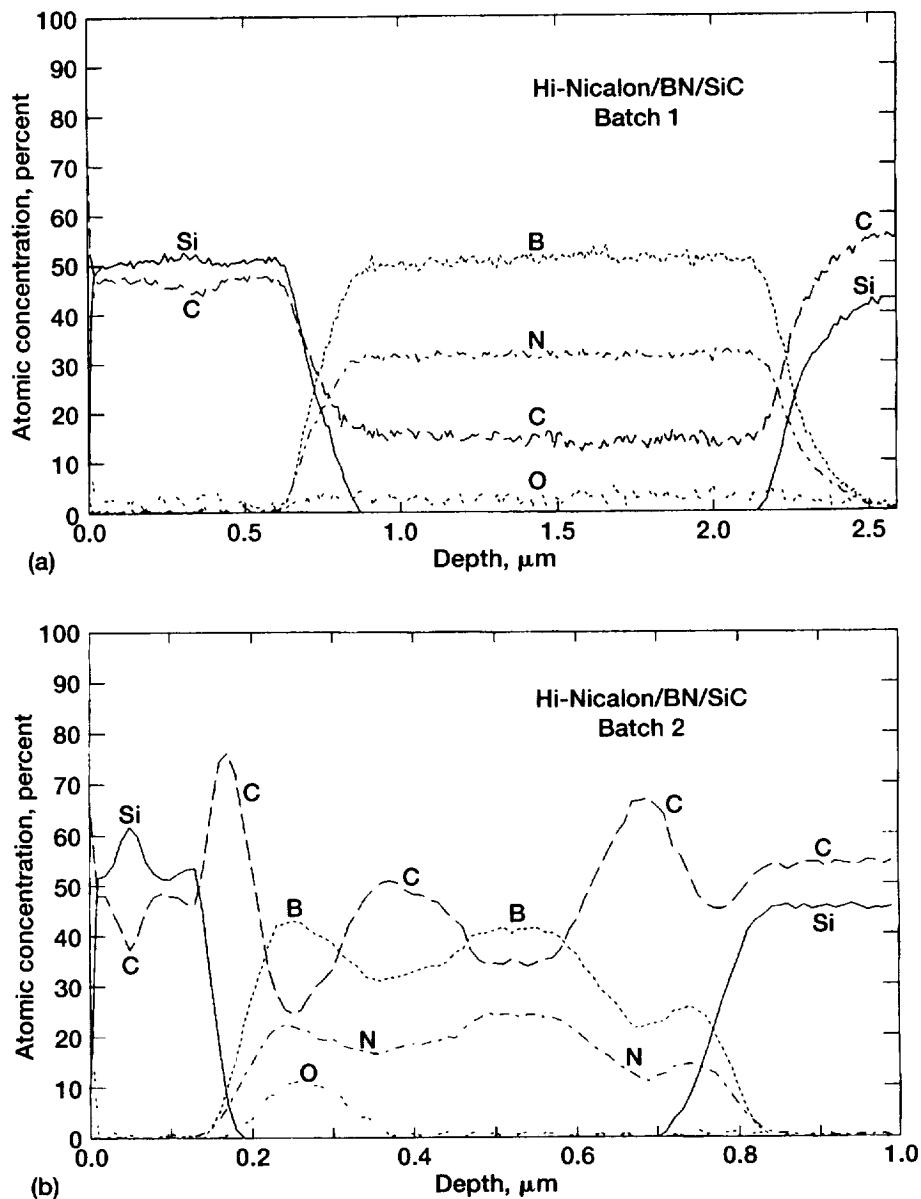 100
90
80
70
60
50
40
30
20
10
0
Atomic concentration, percent
Hi-Nicalon/BN/SiC
Batch 1
Si
C
B
N
C
O
C
Si
0.0 0.5 1.0 1.5 2.0 2.5
Depth, μm
(a)
100
90
80
70
60
50
40
30
20
10
0
Atomic concentration, percent
Hi-Nicalon/BN/SiC
Batch 2
Si
C
C
B
N
O
C
B
C
N
C
Si
0.0 0.2 0.4 0.6 0.8 1.0
Depth, μm
(b)